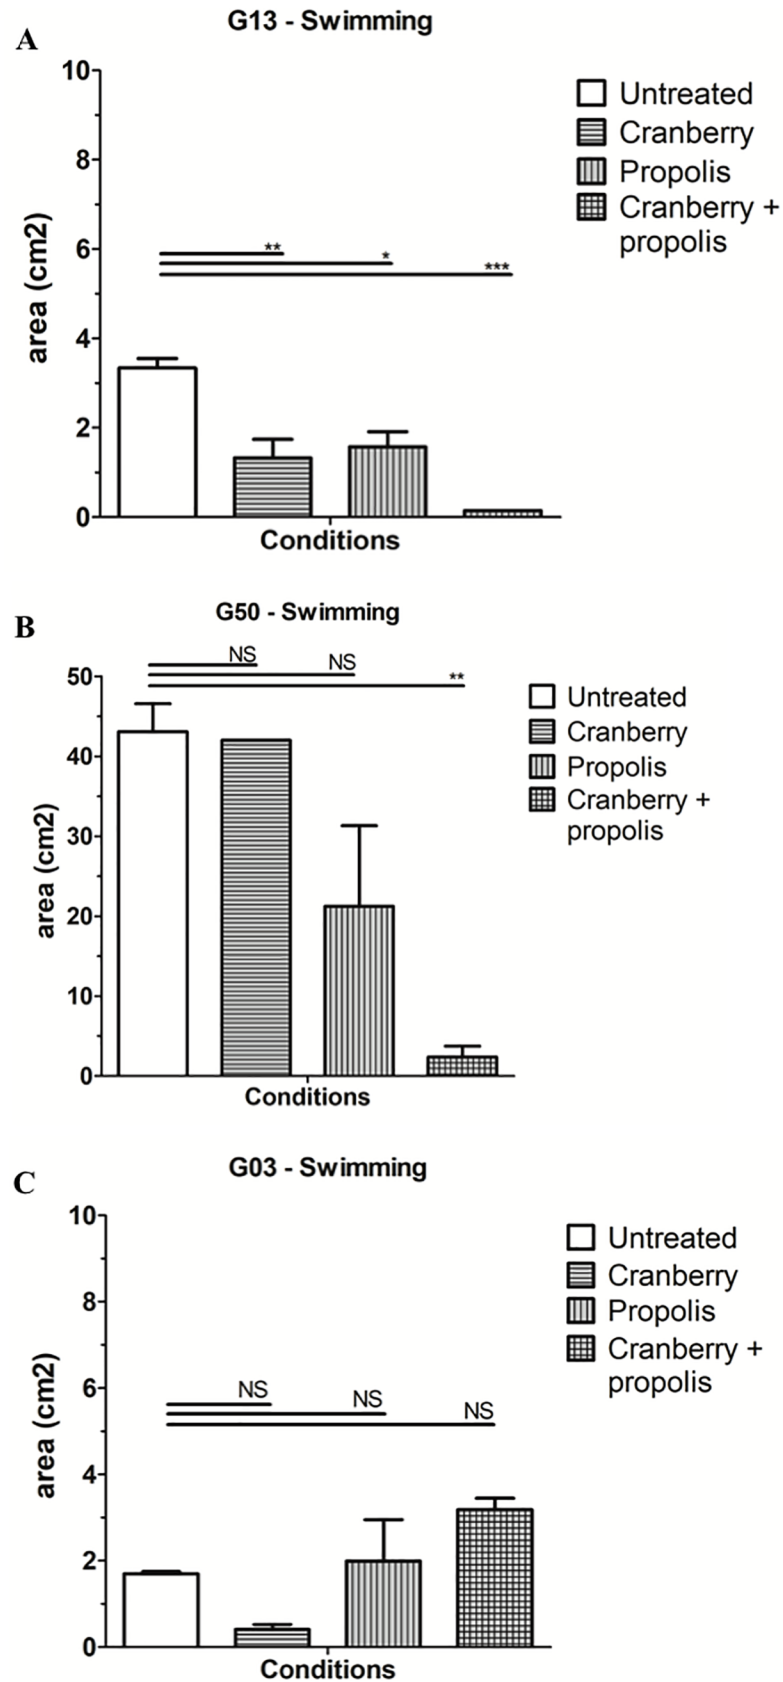 A
G13 - Swimming
10
8
6
4
2
0
area (cm2)
**
*
***
Conditions
Untreated
Cranberry
Propolis
Cranberry +
propolis
B
G50 - Swimming
50
40
30
20
10
0
area (cm2)
NS
NS
**
Conditions
Untreated
Cranberry
Propolis
Cranberry +
propolis
C
G03 - Swimming
10
8
6
4
2
0
area (cm2)
NS
NS
NS
Conditions
Untreated
Cranberry
Propolis
Cranberry +
propolis